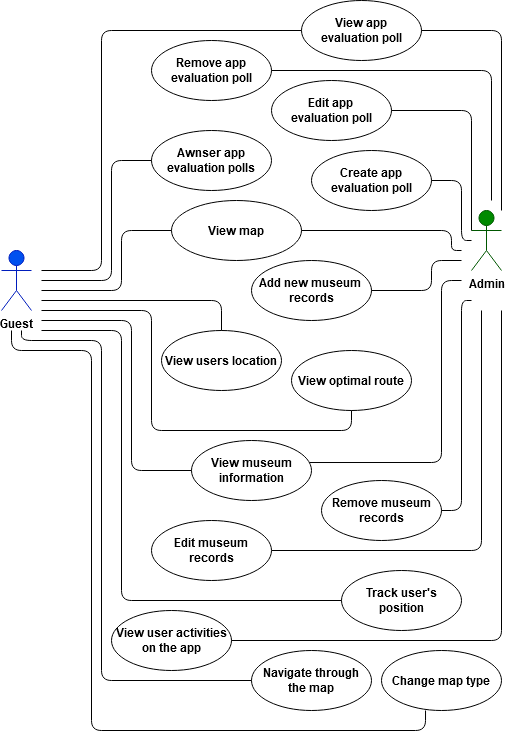 View app
evaluation poll
Remove app
evaluation poll
Edit app
evaluation poll
Awnser app
evaluation polls
Create app
evaluation poll
View map
Guest
Admin
Add new museum
records
View users location
View optimal route
View museum
information
Remove museum
records
Edit museum
records
Track user's
position
View user activities
on the app
Navigate through
the map
Change map type